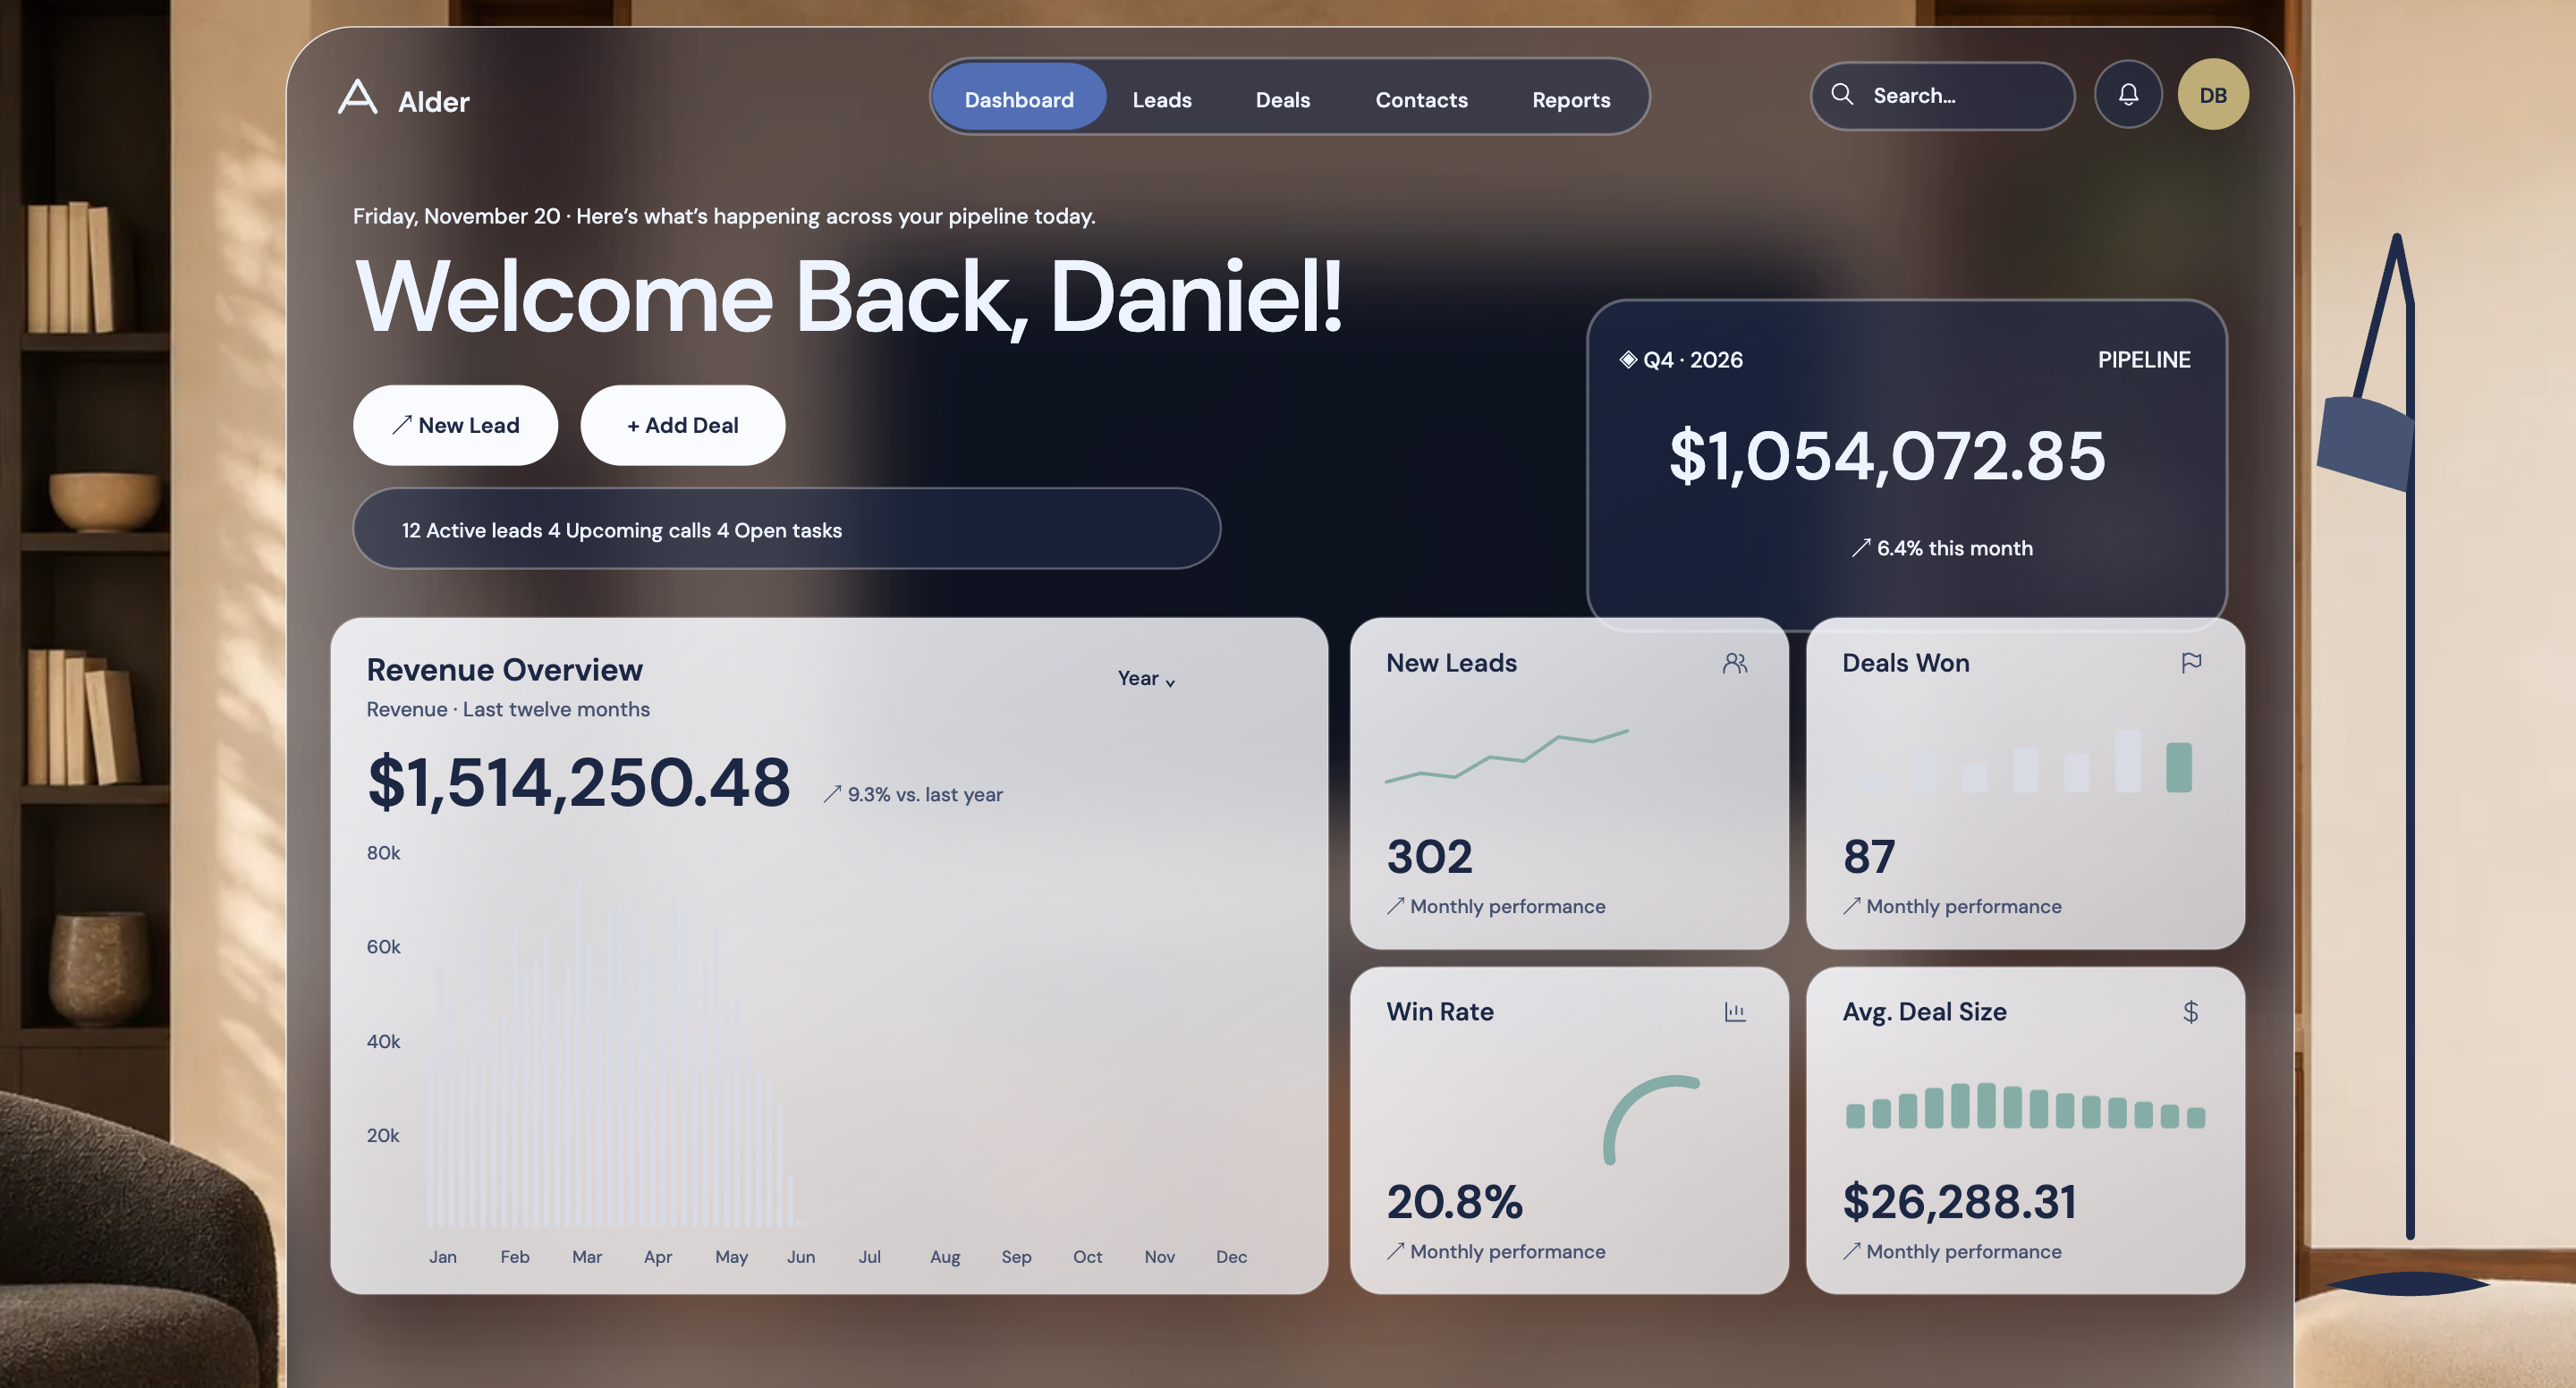 Alder
Dashboard
Leads
Deals
Contacts
Reports
Search...
DB
Friday, November 20 · Here’s what’s happening across your pipeline today.
Welcome Back, Daniel!
↗ New Lead
+ Add Deal
12 Active leads 4 Upcoming calls 4 Open tasks
◈ Q4 · 2026
PIPELINE
$1,054,072.85
↗ 6.4% this month
Revenue Overview
Year
Revenue · Last twelve months
$1,514,250.48
↗ 9.3% vs. last year
80k
60k
40k
20k
Jan
Feb
Mar
Apr
May
Jun
Jul
Aug
Sep
Oct
Nov
Dec
New Leads
302
↗ Monthly performance
Deals Won
87
↗ Monthly performance
Win Rate
20.8%
↗ Monthly performance
Avg. Deal Size
$26,288.31
↗ Monthly performance